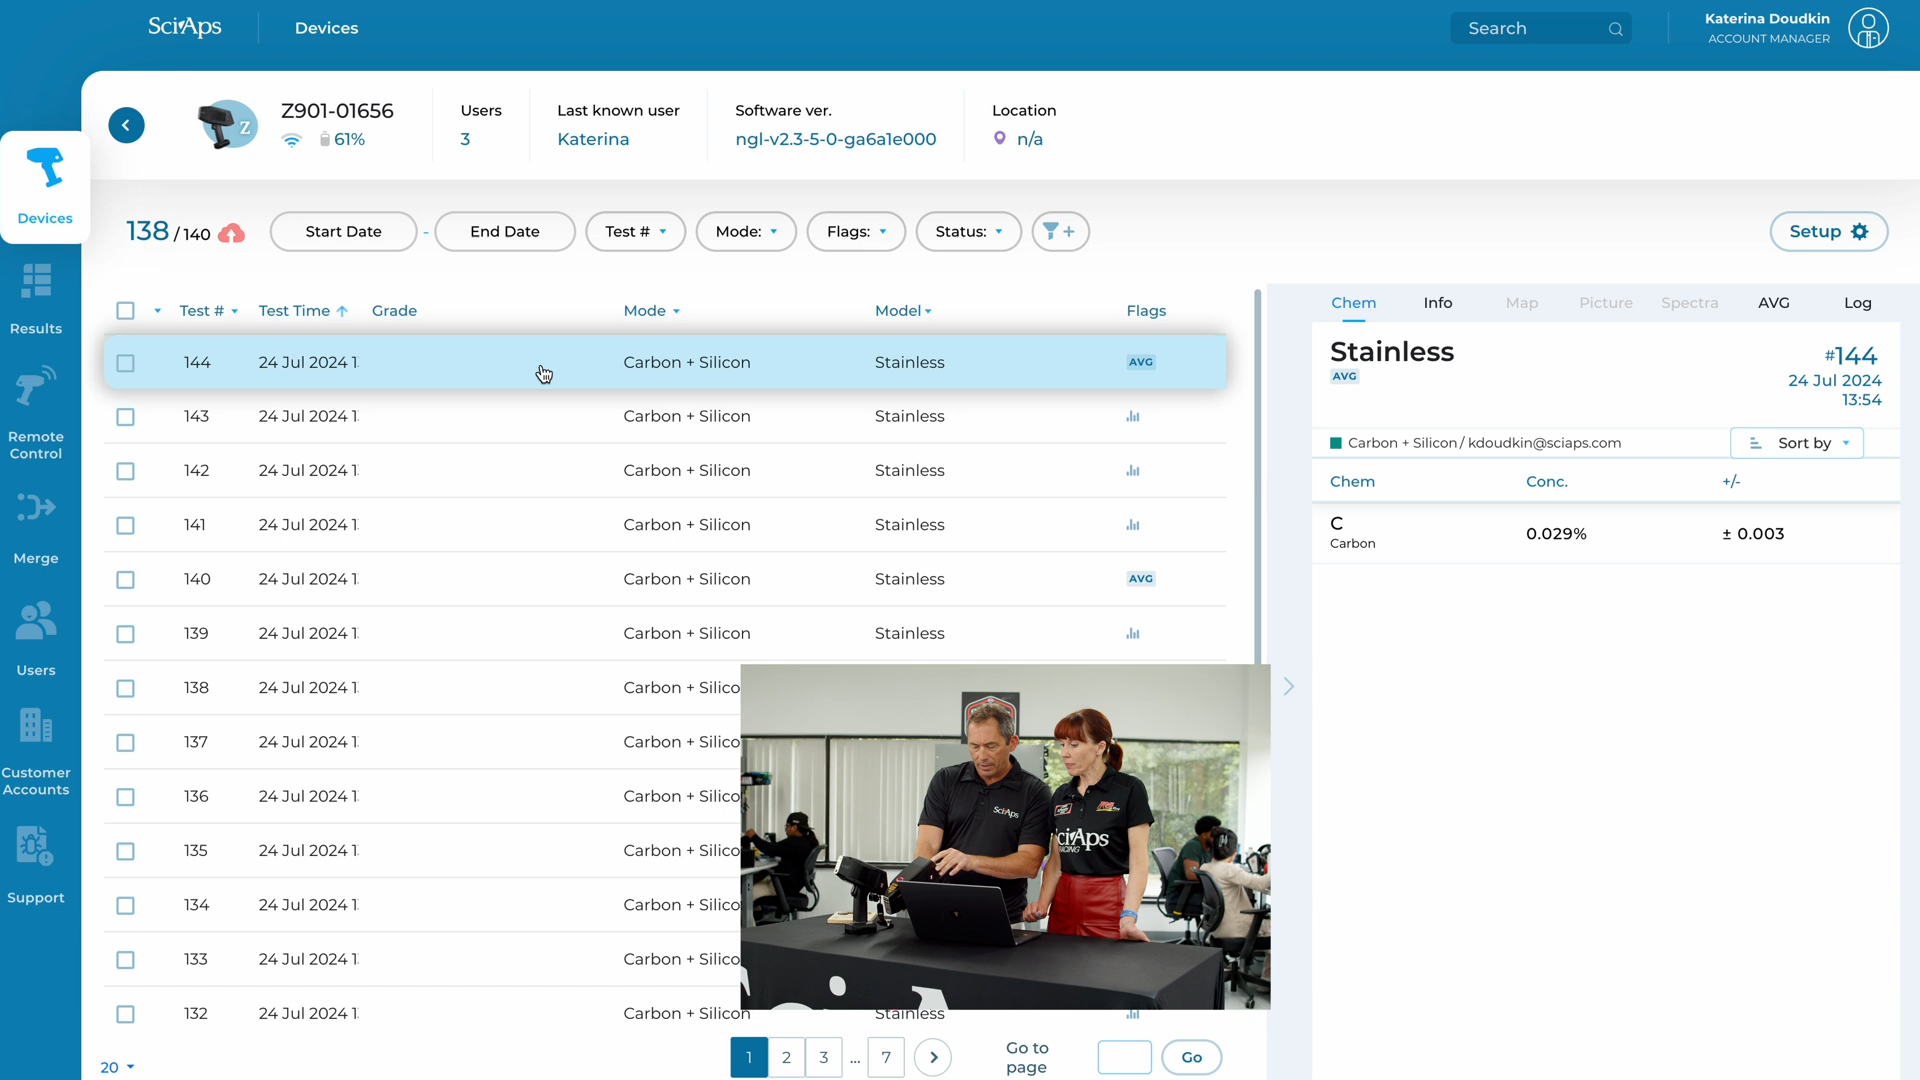 SciAps
Devices
Search
Katerina Doudkin
ACCOUNT MANAGER
Z901-01656
61%
Users
3
Last known user
Katerina
Software ver.
ngl-v2.3-5-0-ga6a1e000
Location
n/a
Devices
Results
Remote
Control
Merge
Users
Customer
Accounts
Support
138 / 140
Start Date - End Date
Test #
Mode:
Flags:
Status:
+
Setup
Test # Test Time Grade Mode Model Flags
144 24 Jul 2024 1 Carbon + Silicon Stainless AVG
143 24 Jul 2024 1 Carbon + Silicon Stainless
142 24 Jul 2024 1 Carbon + Silicon Stainless
141 24 Jul 2024 1 Carbon + Silicon Stainless
140 24 Jul 2024 1 Carbon + Silicon Stainless AVG
139 24 Jul 2024 1 Carbon + Silicon Stainless
138 24 Jul 2024 1 Carbon + Silico
137 24 Jul 2024 1 Carbon + Silico
136 24 Jul 2024 1 Carbon + Silico
135 24 Jul 2024 1 Carbon + Silico
134 24 Jul 2024 1 Carbon + Silico
133 24 Jul 2024 1 Carbon + Silico
132 24 Jul 2024 1 Carbon + Silicon Stainless
20
1 2 3 ... 7
Go to
page
Go
Chem Info Map Picture Spectra AVG Log
Stainless
AVG
#144
24 Jul 2024
13:54
Carbon + Silicon / kdoudkin@sciaps.com
Sort by
Chem Conc. +/-
C
Carbon
0.029% ± 0.003
SciAps
ciAps
RACING
Z